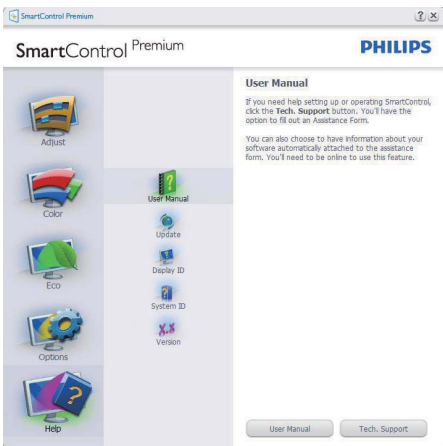 SmartControl Premium
SmartControl Premium
PHILIPS
Adjust
Color
Eco
Options
Help
User Manual
Update
Display ID
System ID
X.X
Version
User Manual
If you need help setting up or operating SmartControl,
click the Tech. Support button. You'll have the
option to fill out an Assistance Form.
You can also choose to have information about your
software automatically attached to the assistance
form. You'll need to be online to use this feature.
User Manual
Tech. Support